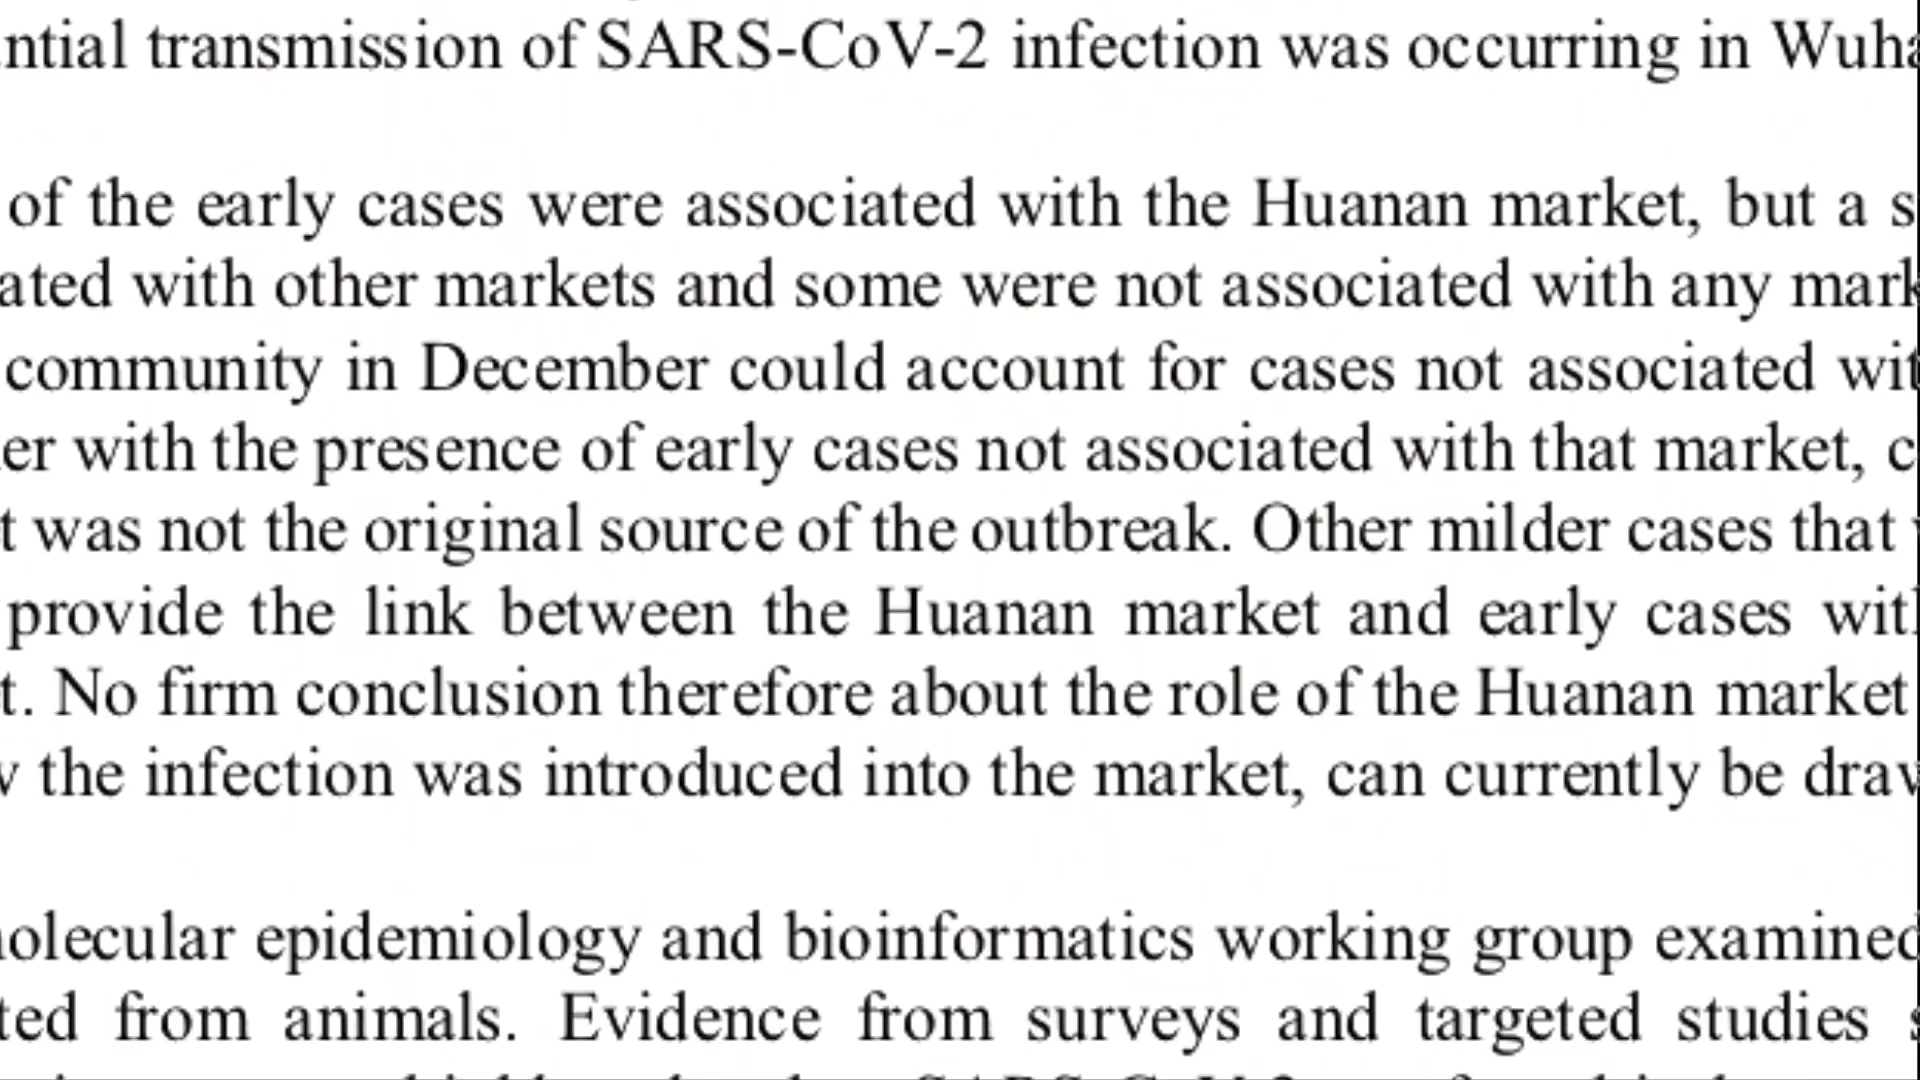 ntial transmission of SARS-CoV-2 infection was occurring in Wuha
of the early cases were associated with the Huanan market, but a s
ated with other markets and some were not associated with any mark
community in December could account for cases not associated wit
er with the presence of early cases not associated with that market, c
t was not the original source of the outbreak. Other milder cases that
provide the link between the Huanan market and early cases with
t. No firm conclusion therefore about the role of the Huanan market
w the infection was introduced into the market, can currently be draw
molecular epidemiology and bioinformatics working group examined
ted from animals. Evidence from surveys and targeted studies s